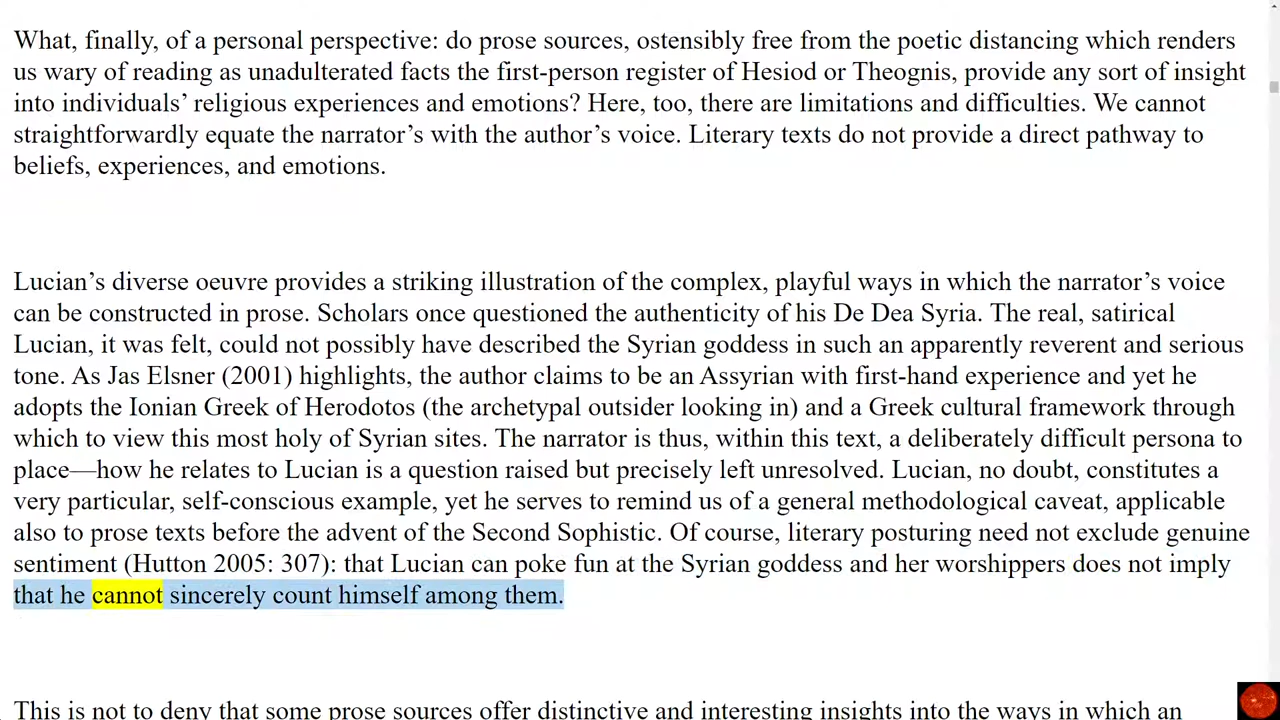 What, finally, of a personal perspective: do prose sources, ostensibly free from the poetic distancing which renders
us wary of reading as unadulterated facts the first-person register of Hesiod or Theognis, provide any sort of insight
into individuals’ religious experiences and emotions? Here, too, there are limitations and difficulties. We cannot
straightforwardly equate the narrator’s with the author’s voice. Literary texts do not provide a direct pathway to
beliefs, experiences, and emotions.
Lucian’s diverse oeuvre provides a striking illustration of the complex, playful ways in which the narrator’s voice
can be constructed in prose. Scholars once questioned the authenticity of his De Dea Syria. The real, satirical
Lucian, it was felt, could not possibly have described the Syrian goddess in such an apparently reverent and serious
tone. As Jas Elsner (2001) highlights, the author claims to be an Assyrian with first-hand experience and yet he
adopts the Ionian Greek of Herodotos (the archetypal outsider looking in) and a Greek cultural framework through
which to view this most holy of Syrian sites. The narrator is thus, within this text, a deliberately difficult persona to
place—how he relates to Lucian is a question raised but precisely left unresolved. Lucian, no doubt, constitutes a
very particular, self-conscious example, yet he serves to remind us of a general methodological caveat, applicable
also to prose texts before the advent of the Second Sophistic. Of course, literary posturing need not exclude genuine
sentiment (Hutton 2005: 307): that Lucian can poke fun at the Syrian goddess and her worshippers does not imply
that he cannot sincerely count himself among them.
This is not to deny that some prose sources offer distinctive and interesting insights into the ways in which an